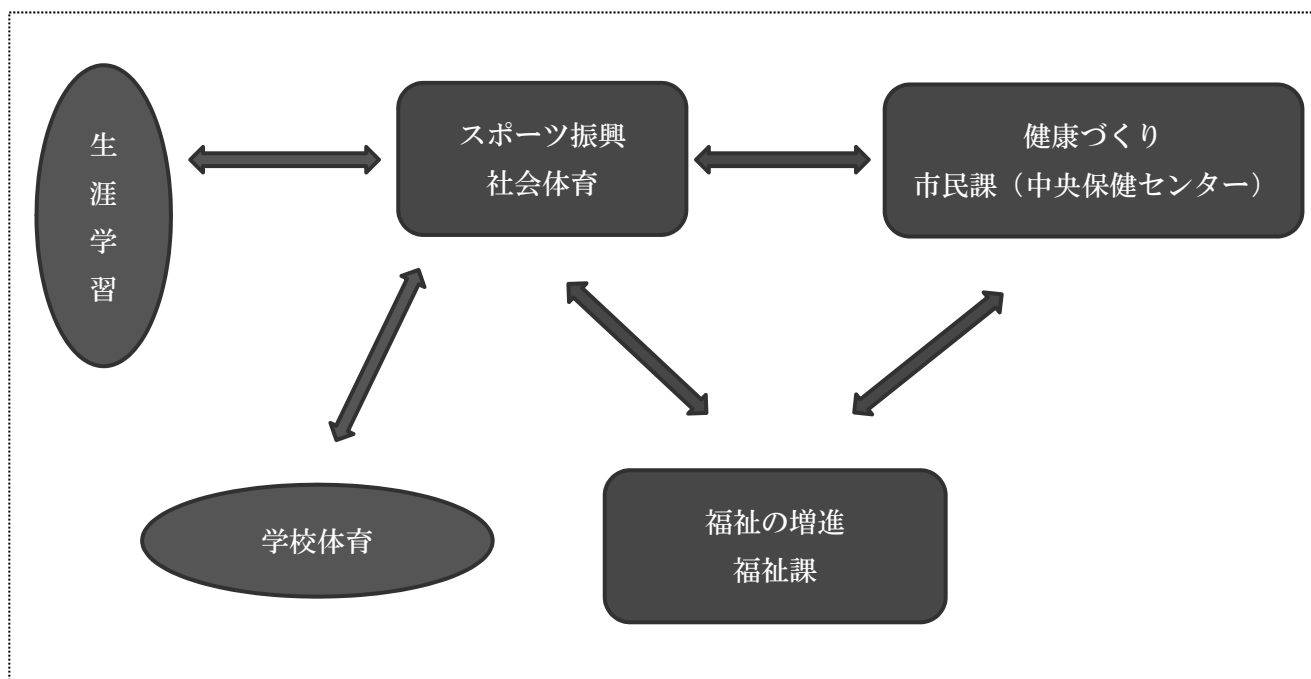 生涯学習
スポーツ振興
社会体育
健康づくり
市民課（中央保健センター）
学校体育
福祉の増進
福祉課